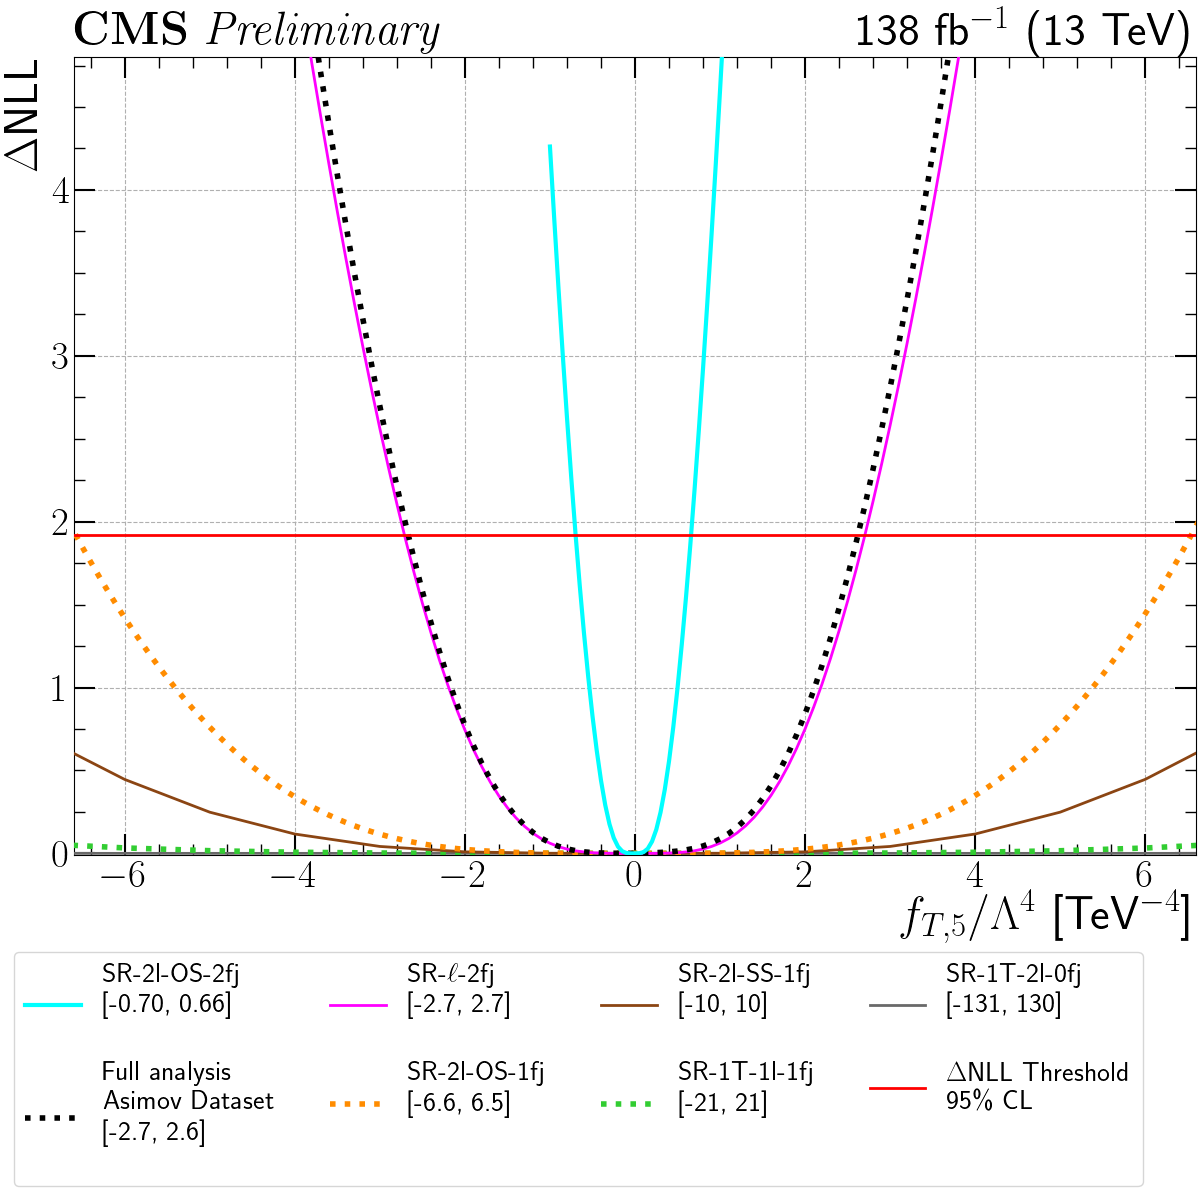 CMS Preliminary
138 fb⁻¹ (13 TeV)
ΔNLL
4
3
2
1
0
−6 −4 −2 0 2 4 6
f_{T,5}/Λ⁴ [TeV⁻⁴]
SR-2l-OS-2fj
[-0.70, 0.66]
Full analysis
Asimov Dataset
[-2.7, 2.6]
SR-ℓ-2fj
[-2.7, 2.7]
SR-2l-OS-1fj
[-6.6, 6.5]
SR-2l-SS-1fj
[-10, 10]
SR-1T-1l-1fj
[-21, 21]
SR-1T-2l-0fj
[-131, 130]
ΔNLL Threshold
95% CL